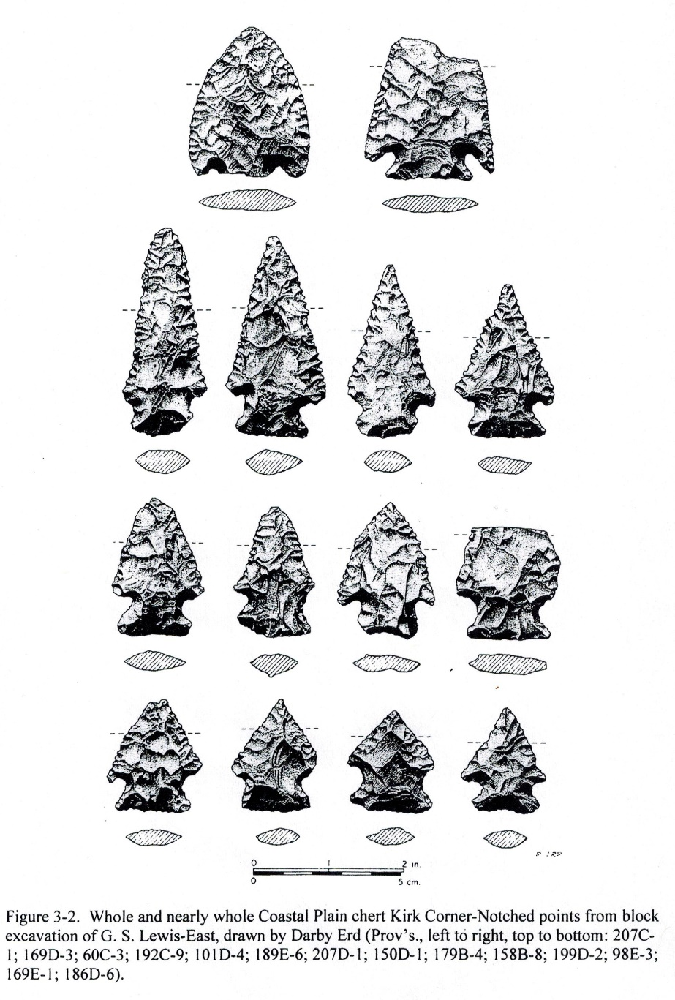 0 1 2 in.
0 5 cm.
Figure 3-2. Whole and nearly whole Coastal Plain chert Kirk Corner-Notched points from block
excavation of G. S. Lewis-East, drawn by Darby Erd (Prov's., left to right, top to bottom: 207C-
1; 169D-3; 60C-3; 192C-9; 101D-4; 189E-6; 207D-1; 150D-1; 179B-4; 158B-8; 199D-2; 98E-3;
169E-1; 186D-6).